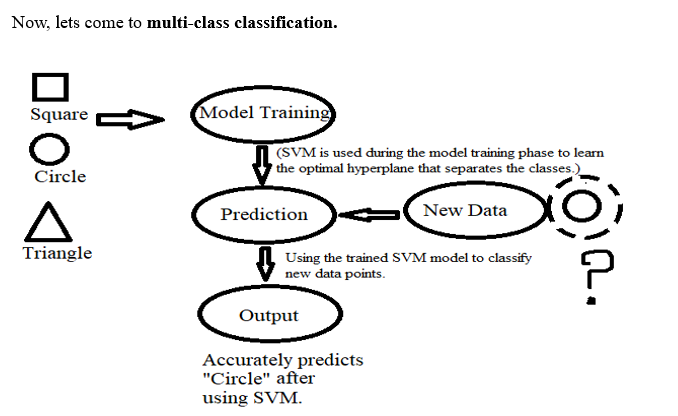 Now, lets come to multi-class classification.
Square
Circle
Triangle
Model Training
(SVM is used during the model training phase to learn
the optimal hyperplane that separates the classes.)
Prediction
New Data
?
Using the trained SVM model to classify
new data points.
Output
Accurately predicts
"Circle" after
using SVM.